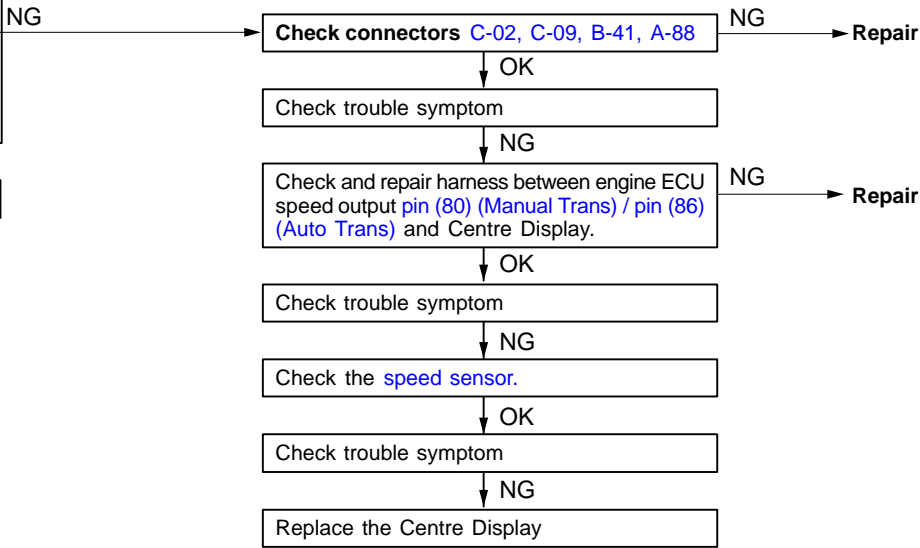 NG
Check connectors C-02, C-09, B-41, A-88
NG
Repair
OK
Check trouble symptom
NG
Check and repair harness between engine ECU
speed output pin (80) (Manual Trans) / pin (86)
(Auto Trans) and Centre Display.
NG
Repair
OK
Check trouble symptom
NG
Check the speed sensor.
OK
Check trouble symptom
NG
Replace the Centre Display